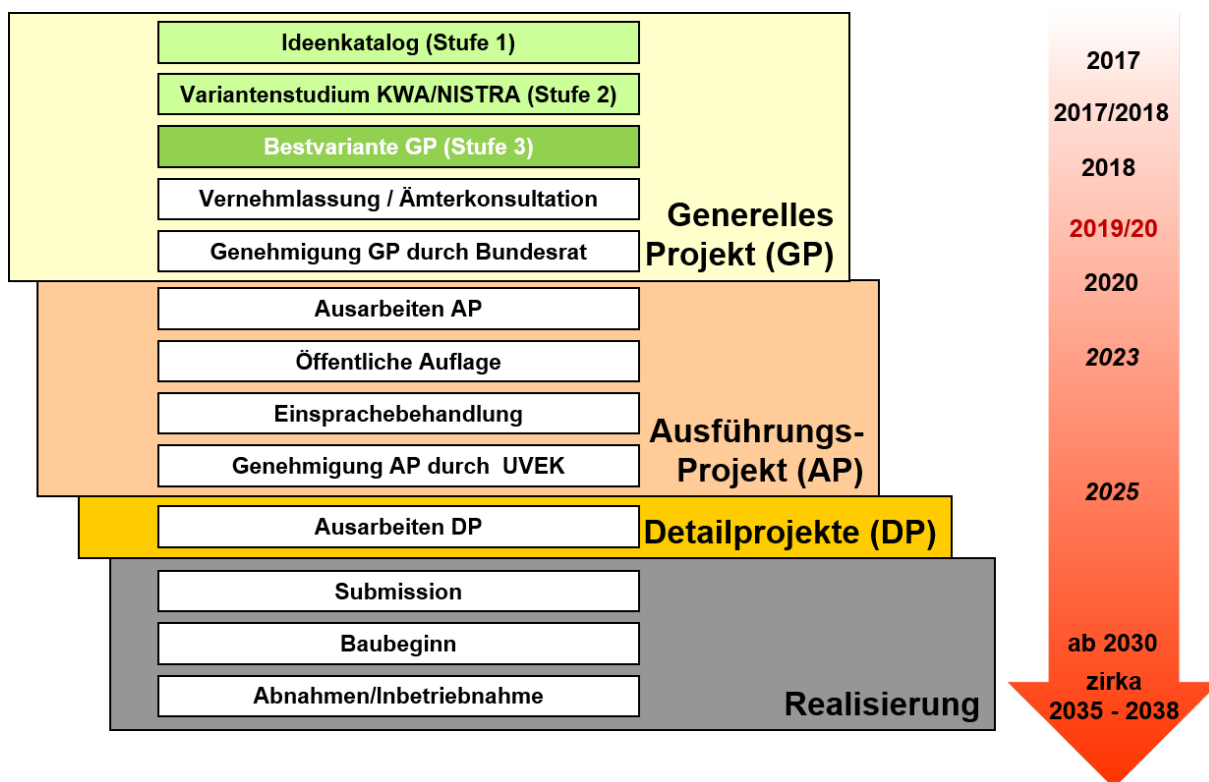 Ideenkatalog (Stufe 1)
Variantenstudium KWA/NISTRA (Stufe 2)
Bestvariante GP (Stufe 3)
Vernehmlassung / Ämterkonsultation
Genehmigung GP durch Bundesrat
Generelles
Projekt (GP)
Ausarbeiten AP
Öffentliche Auflage
Einsprachebehandlung
Genehmigung AP durch UVEK
Ausführungs-
Projekt (AP)
Ausarbeiten DP
Detailprojekte (DP)
Submission
Baubeginn
Abnahmen/Inbetriebnahme
Realisierung
2017
2017/2018
2018
2019/20
2020
2023
2025
ab 2030
zirka
2035 - 2038